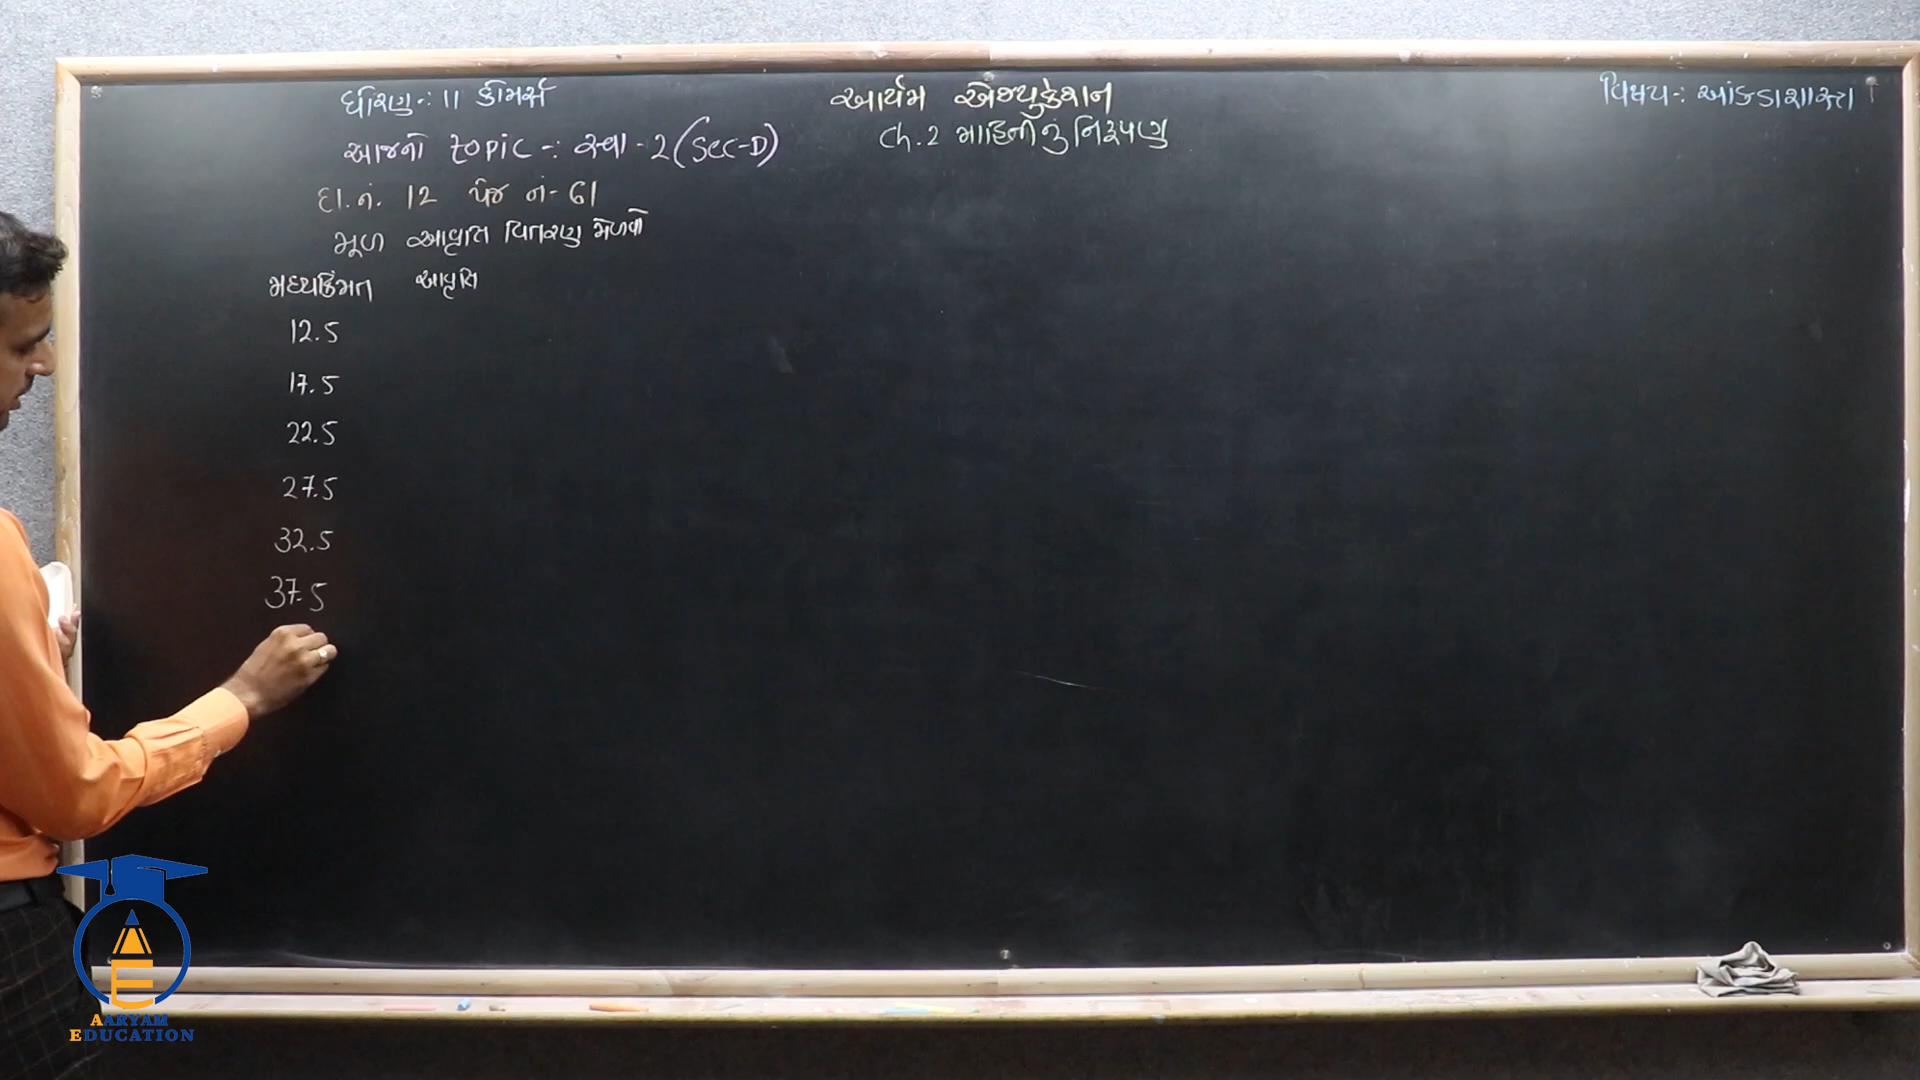 ધોરણ :- 11 કોમર્સ
આર્યમ એજ્યુકેશન
વિષય :- આંકડાશાસ્ત્ર
આજનો topic :- સ્વા - 2 (Sec-D)
Ch. 2 માહિતીનું નિરૂપણ
દા.નં. 12 પેજ નં - 61
મૂળ આવૃત્તિ વિતરણ મેળવો
મધ્યકિંમત આવૃત્તિ
12.5
17.5
22.5
27.5
32.5
37.5
AARYAM
EDUCATION